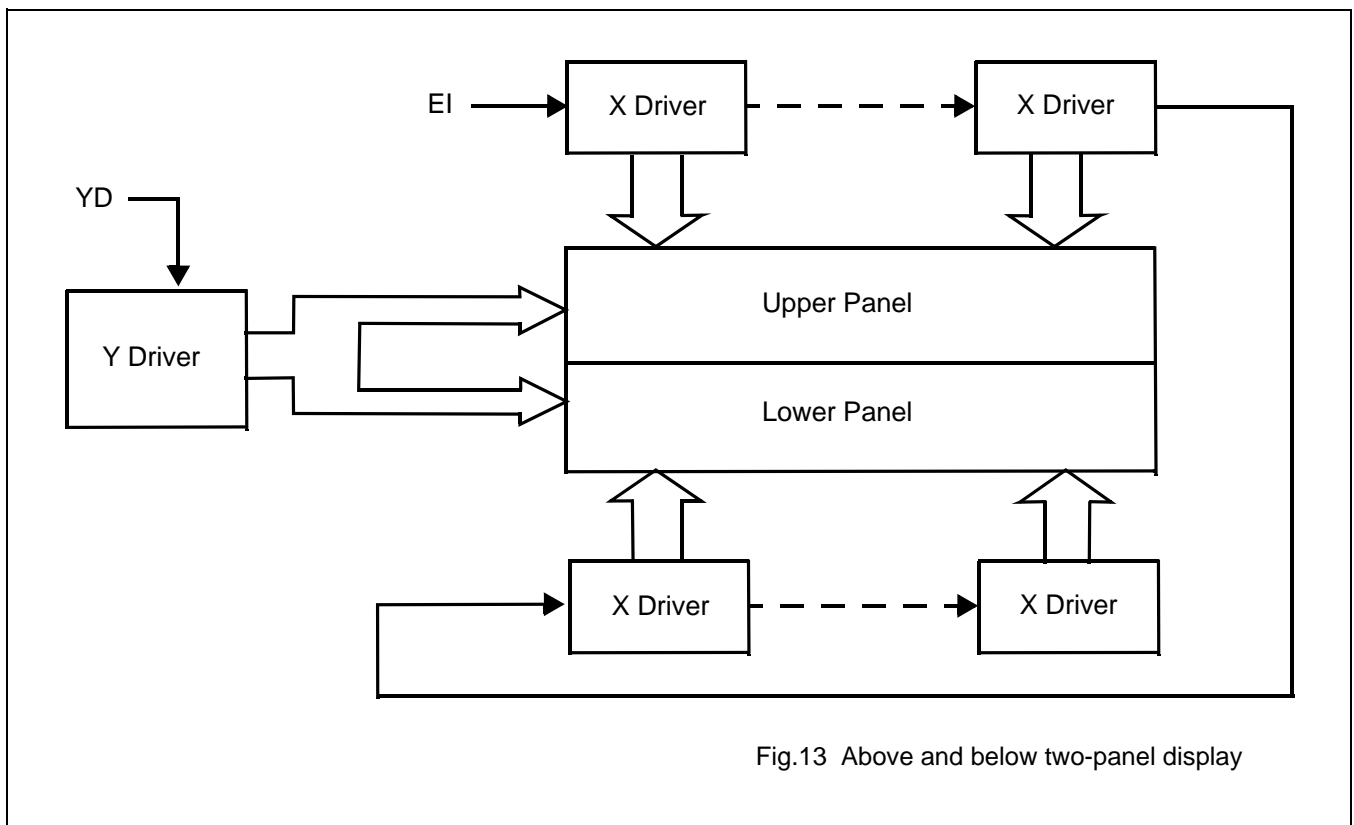 EI
X Driver
X Driver
YD
Y Driver
Upper Panel
Lower Panel
X Driver
X Driver
Fig.13 Above and below two-panel display